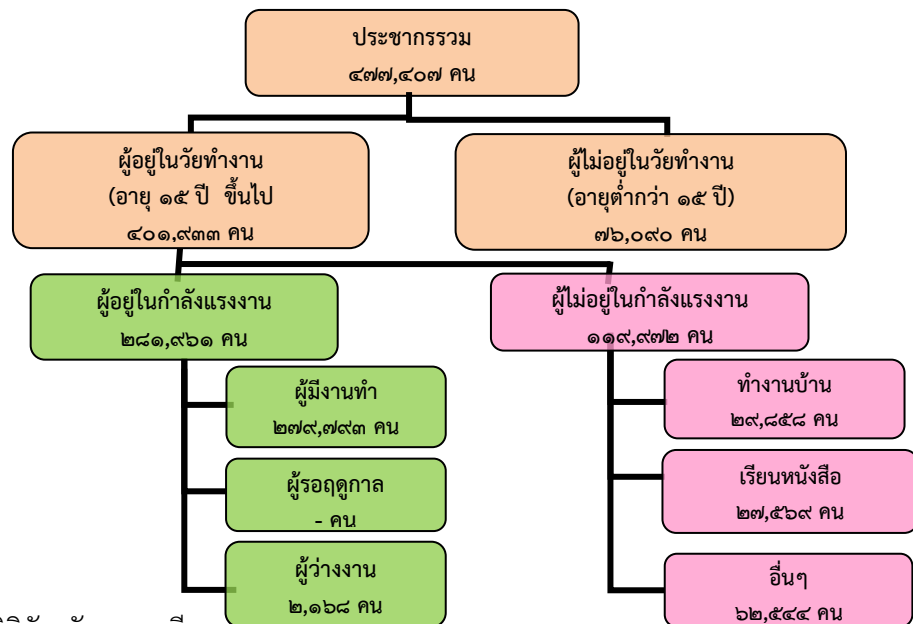 ประชากรรวม
๔๗๗,๔๐๗ คน
ผู้อยู่ในวัยทำงาน
(อายุ ๑๕ ปี ขึ้นไป
๔๐๑,๙๓๓ คน
ผู้ไม่อยู่ในวัยทำงาน
(อายุต่ำกว่า ๑๕ ปี)
๗๖,๐๙๐ คน
ผู้อยู่ในกำลังแรงงาน
๒๘๑,๙๖๑ คน
ผู้ไม่อยู่ในกำลังแรงงาน
๑๑๙,๙๗๒ คน
ผู้มีงานทำ
๒๗๙,๗๙๓ คน
ผู้รอฤดูกาล
- คน
ผู้ว่างงาน
๒,๑๖๘ คน
ทำงานบ้าน
๒๙,๘๕๘ คน
เรียนหนังสือ
๒๗,๕๖๙ คน
อื่นๆ
๖๒,๕๔๔ คน